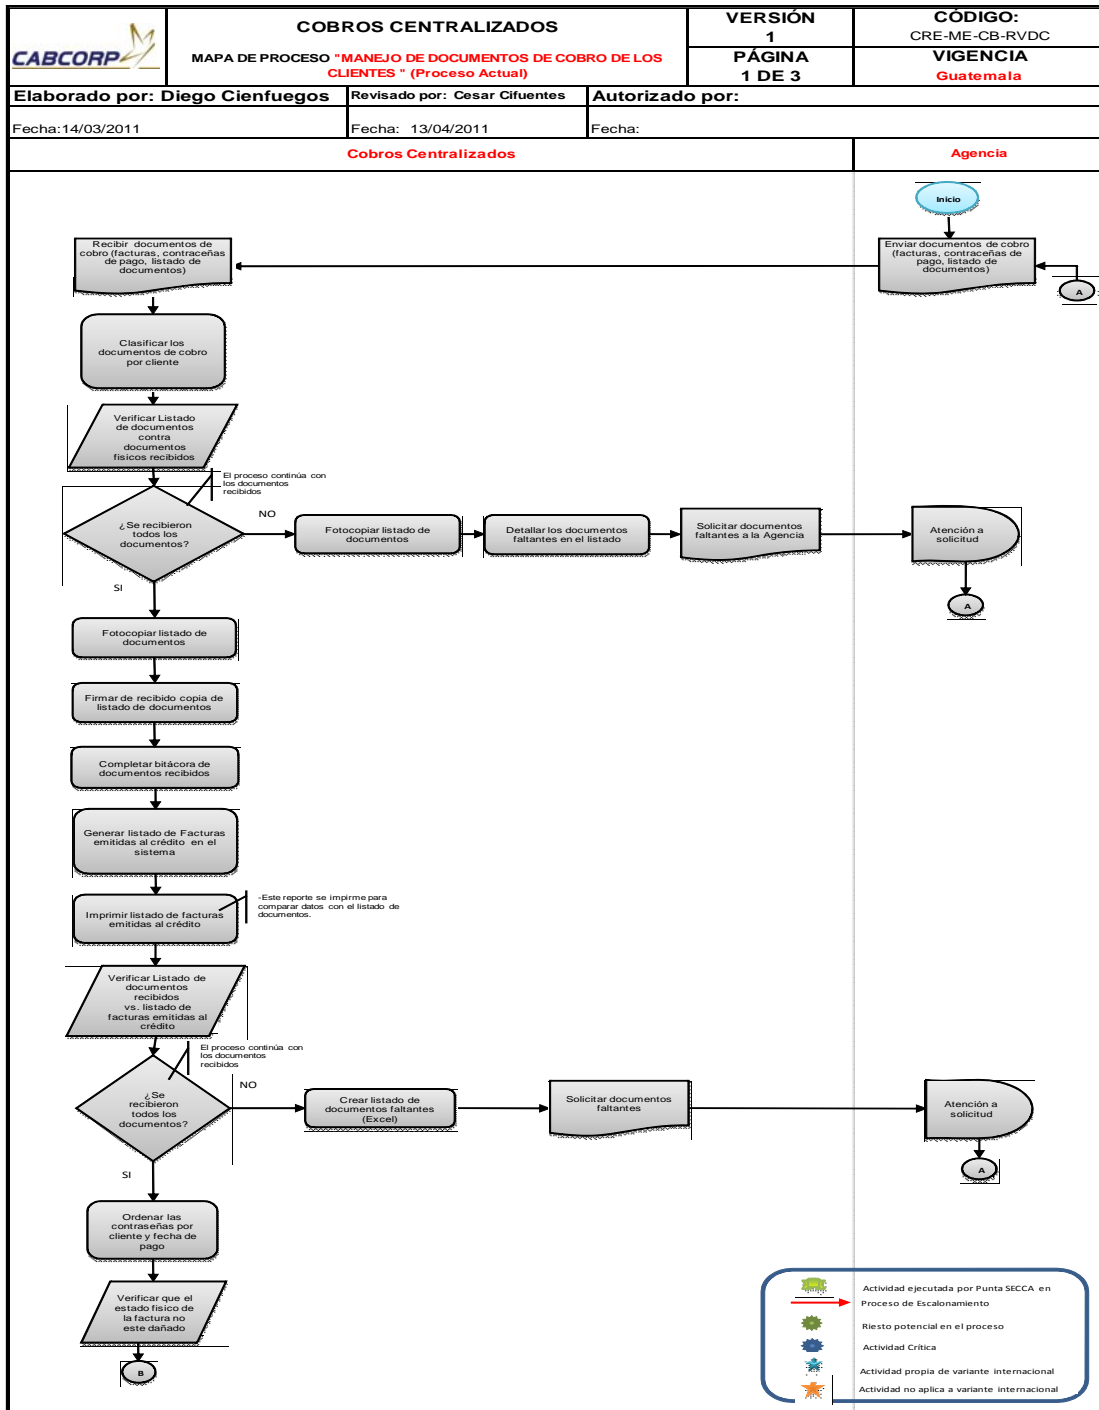 CABCORP
COBROS CENTRALIZADOS
MAPA DE PROCESO "MANEJO DE DOCUMENTOS DE COBRO DE LOS
CLIENTES " (Proceso Actual)
VERSIÓN
1
PÁGINA
1 DE 3
CÓDIGO:
CRE-ME-CB-RVDC
VIGENCIA
Guatemala
Elaborado por: Diego Cienfuegos
Revisado por: Cesar Cifuentes
Autorizado por:
Fecha:14/03/2011
Fecha: 13/04/2011
Fecha:
Cobros Centralizados
Agencia
Inicio
Recibir documentos de
cobro (facturas, contraceñas
de pago, listado de
documentos)
Enviar documentos de cobro
(facturas, contraceñas de
pago, listado de
documentos)
A
Clasificar los
documentos de cobro
por cliente
Verificar Listado
de documentos
contra
documentos
fisicos recibidos
El proceso continúa con
los documentos
recibidos
¿Se recibieron
todos los
documentos?
NO
Fotocopiar listado de
documentos
Detallar los documentos
faltantes en el listado
Solicitar documentos
faltantes a la Agencia
Atención a
solicitud
A
SI
Fotocopiar listado de
documentos
Firmar de recibido copia de
listado de documentos
Completar bitácora de
documentos recibidos
Generar listado de Facturas
emitidas al crédito en el
sistema
Imprimir listado de facturas
emitidas al crédito
-Este reporte se impirme para
comparar datos con el listado de
documentos.
Verificar Listado de
documentos
recibidos
vs. listado de
facturas emitidas al
crédito
El proceso continúa con
los documentos
recibidos
¿Se
recibieron
todos los
documentos?
NO
Crear listado de
documentos faltantes
(Excel)
Solicitar documentos
faltantes
Atención a
solicitud
A
SI
Ordenar las
contraseñas por
cliente y fecha de
pago
Verificar que el
estado fisico de
la factura no
este dañado
B
Actividad ejecutada por Punta SECCA en
Proceso de Escalonamiento
Riesto potencial en el proceso
Actividad Crítica
Actividad propia de variante internacional
Actividad no aplica a variante internacional